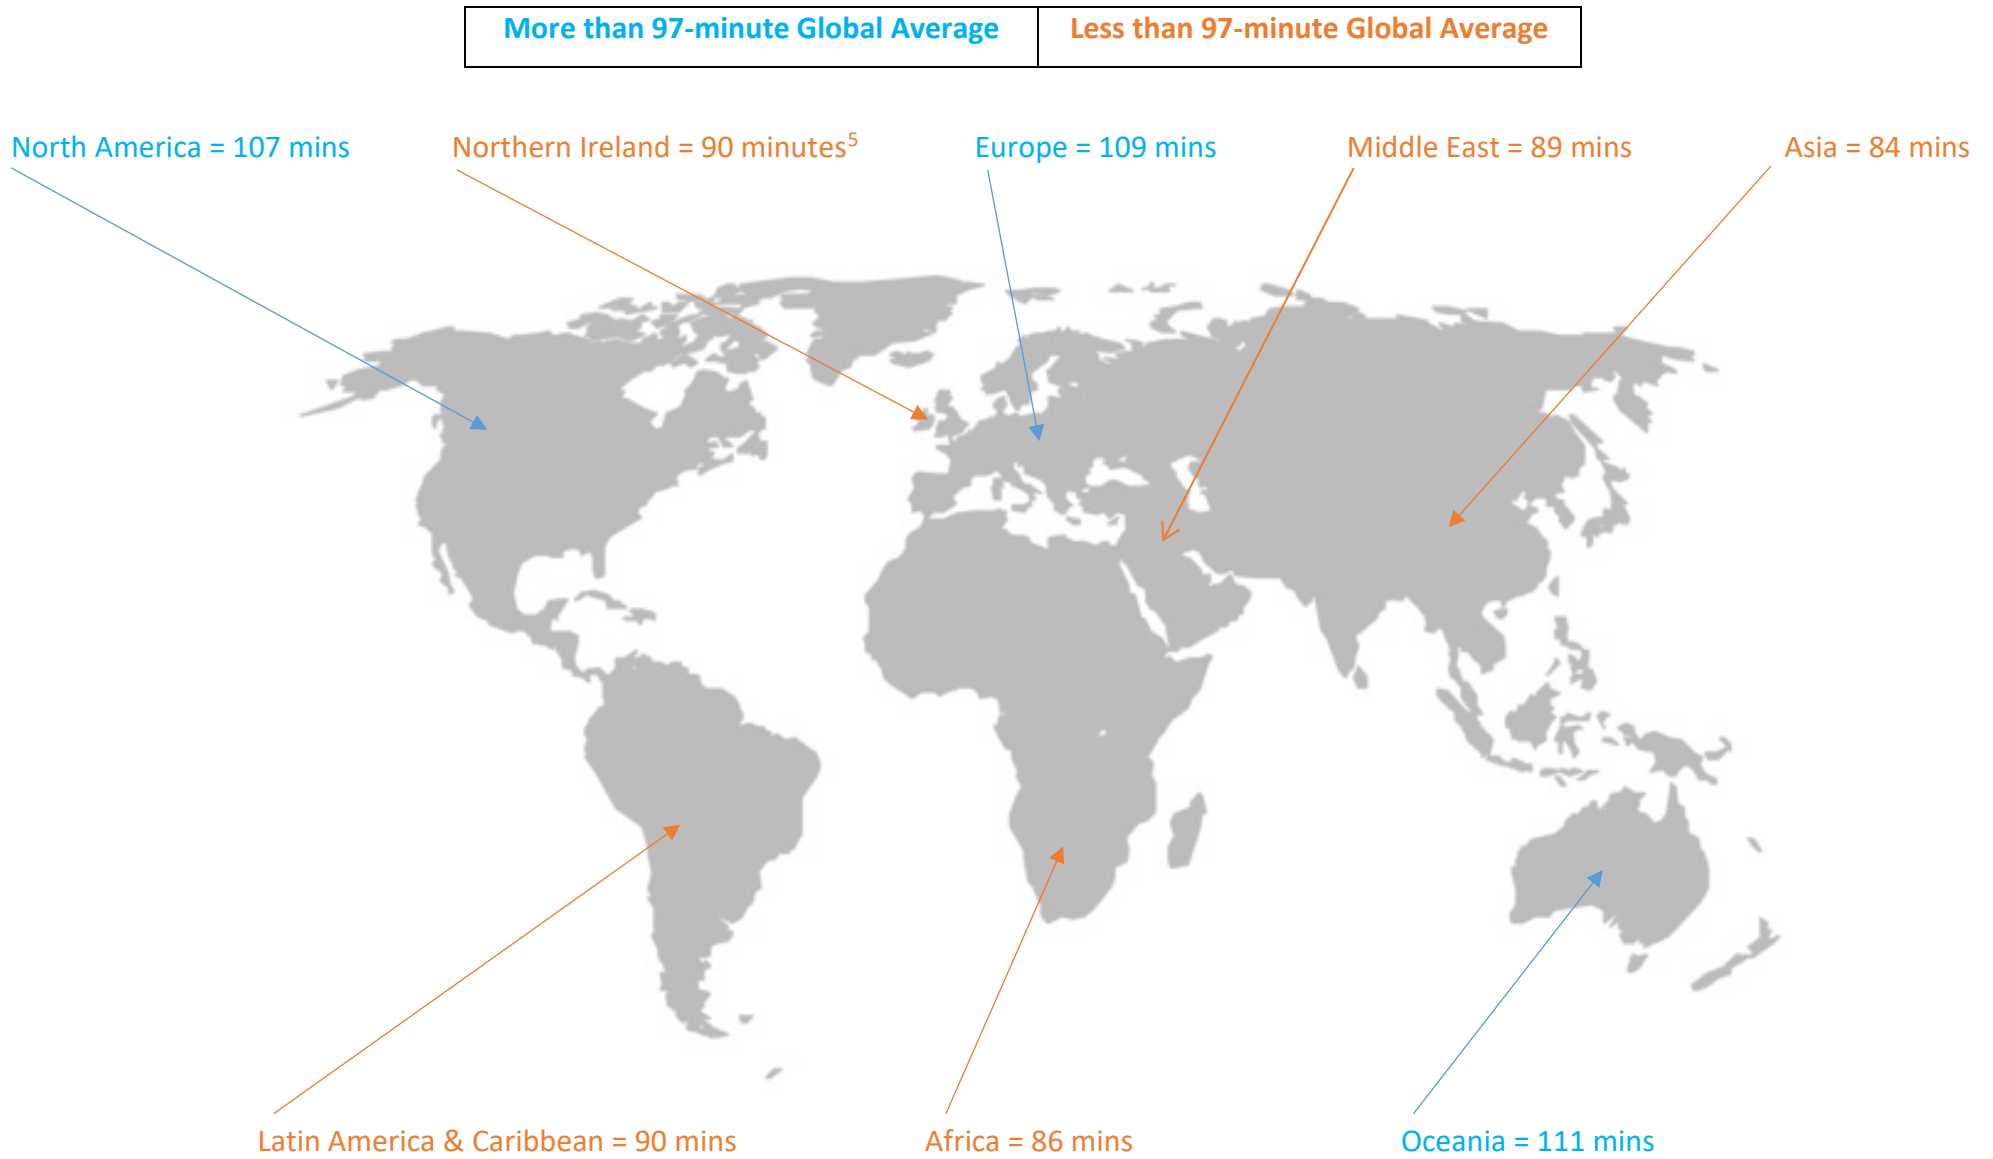 More than 97-minute Global Average
Less than 97-minute Global Average
North America = 107 mins
Northern Ireland = 90 minutes⁵
Europe = 109 mins
Middle East = 89 mins
Asia = 84 mins
Latin America & Caribbean = 90 mins
Africa = 86 mins
Oceania = 111 mins